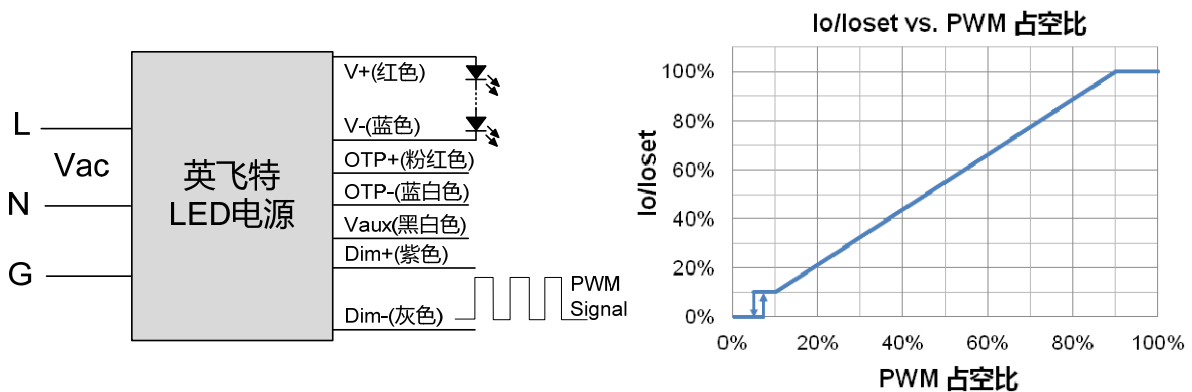 L
Vac
N
G
英飞特
LED电源
V+(红色)
V-(蓝色)
OTP+(粉红色)
OTP-(蓝白色)
Vaux(黑白色)
Dim+(紫色)
Dim-(灰色)
PWM
Signal
Io/Ioset vs. PWM 占空比
Io/Ioset
100%
80%
60%
40%
20%
0%
0% 20% 40% 60% 80% 100%
PWM 占空比